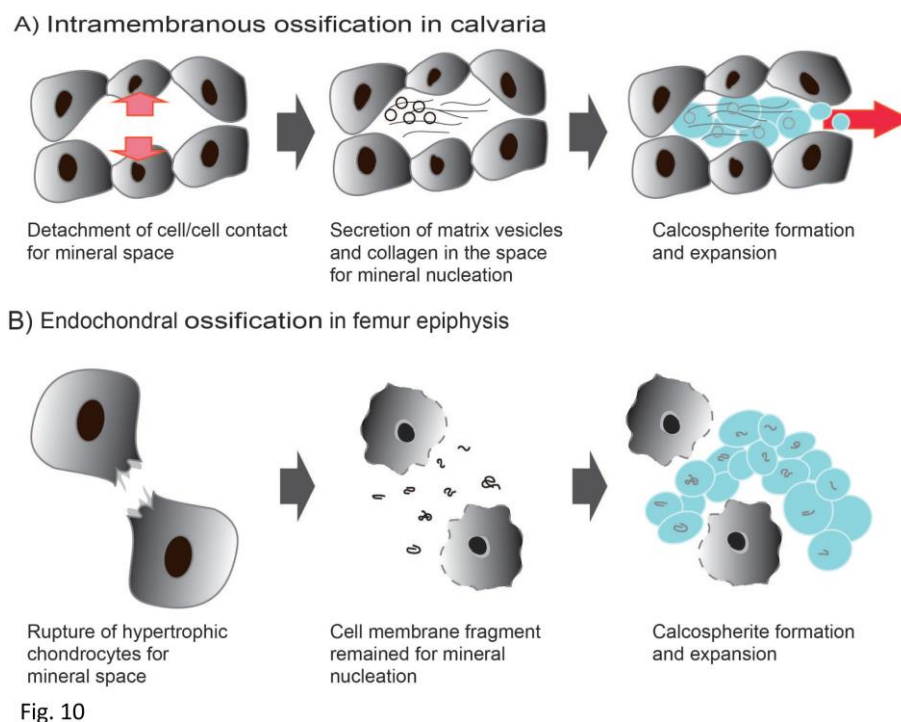 A) Intramembranous ossification in calvaria
Detachment of cell/cell contact
for mineral space
Secretion of matrix vesicles
and collagen in the space
for mineral nucleation
Calcospherite formation
and expansion
B) Endochondral ossification in femur epiphysis
Rupture of hypertrophic
chondrocytes for
mineral space
Cell membrane fragment
remained for mineral
nucleation
Calcospherite formation
and expansion
Fig. 10